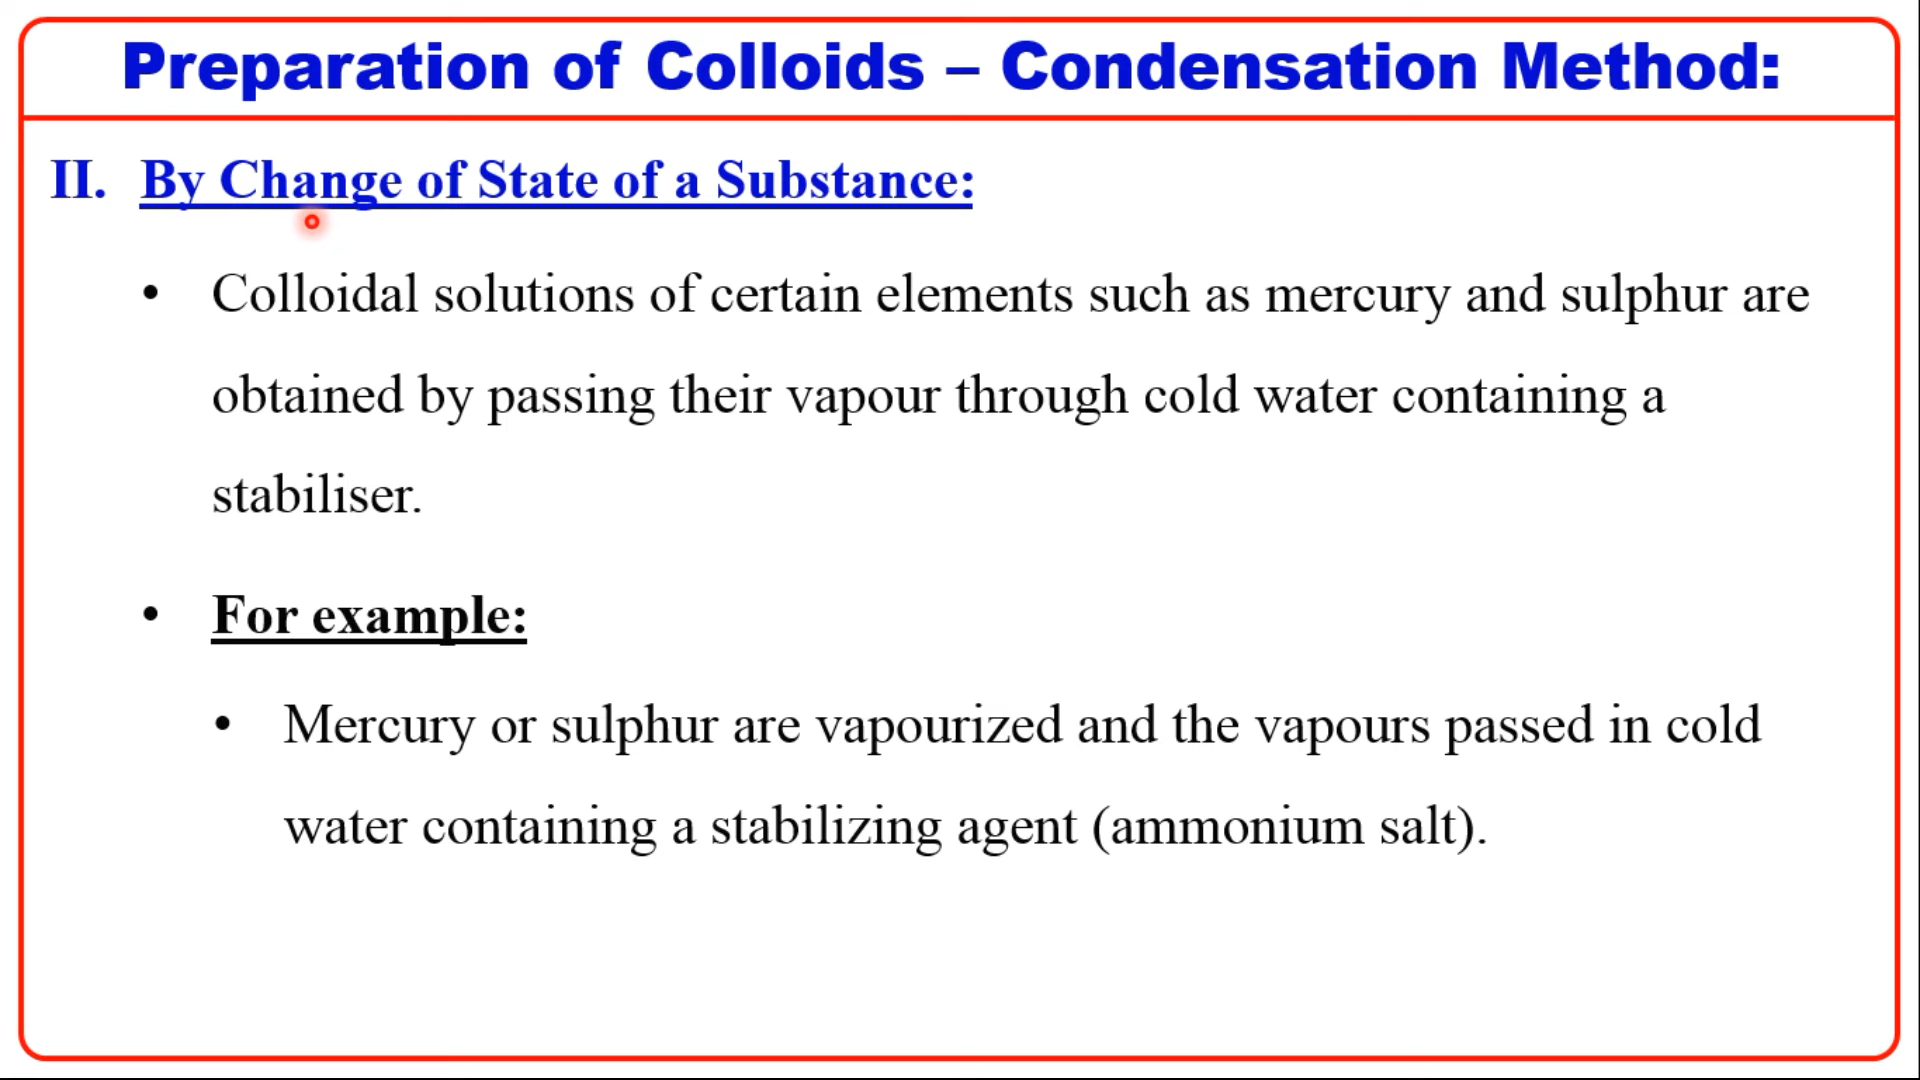 Preparation of Colloids – Condensation Method:
II. By Change of State of a Substance:
• Colloidal solutions of certain elements such as mercury and sulphur are
obtained by passing their vapour through cold water containing a
stabiliser.
• For example:
• Mercury or sulphur are vapourized and the vapours passed in cold
water containing a stabilizing agent (ammonium salt).